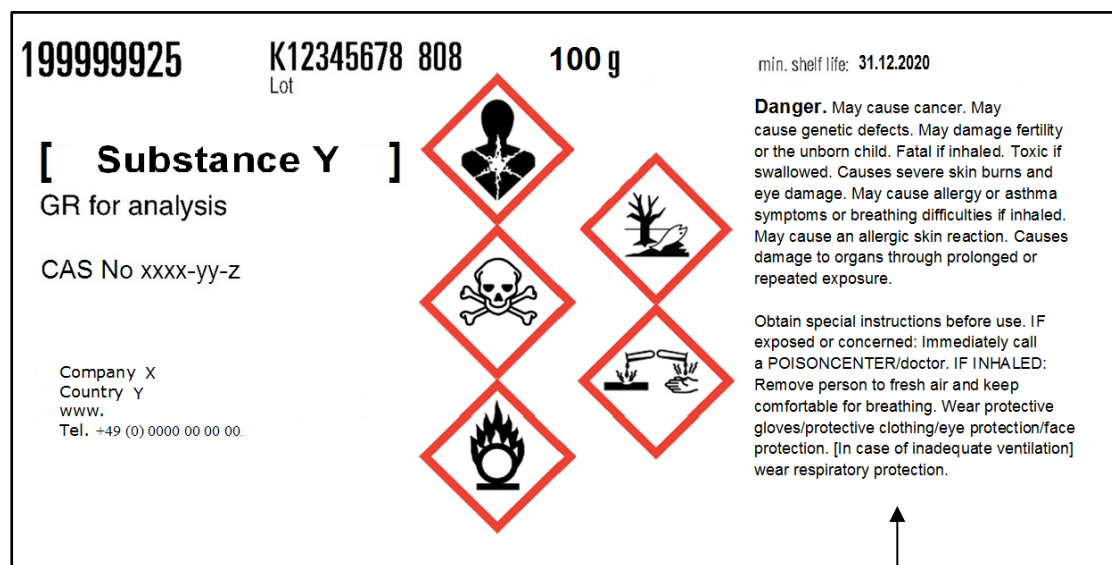 199999925
K12345678 808
Lot
100 g
min. shelf life: 31.12.2020
[ Substance Y ]
GR for analysis
CAS No xxxx-yy-z
Company X
Country Y
www.
Tel. +49 (0) 0000 00 00 00.
Danger. May cause cancer. May
cause genetic defects. May damage fertility
or the unborn child. Fatal if inhaled. Toxic if
swallowed. Causes severe skin burns and
eye damage. May cause allergy or asthma
symptoms or breathing difficulties if inhaled.
May cause an allergic skin reaction. Causes
damage to organs through prolonged or
repeated exposure.
Obtain special instructions before use. IF
exposed or concerned: Immediately call
a POISONCENTER/doctor. IF INHALED:
Remove person to fresh air and keep
comfortable for breathing. Wear protective
gloves/protective clothing/eye protection/face
protection. [In case of inadequate ventilation]
wear respiratory protection.